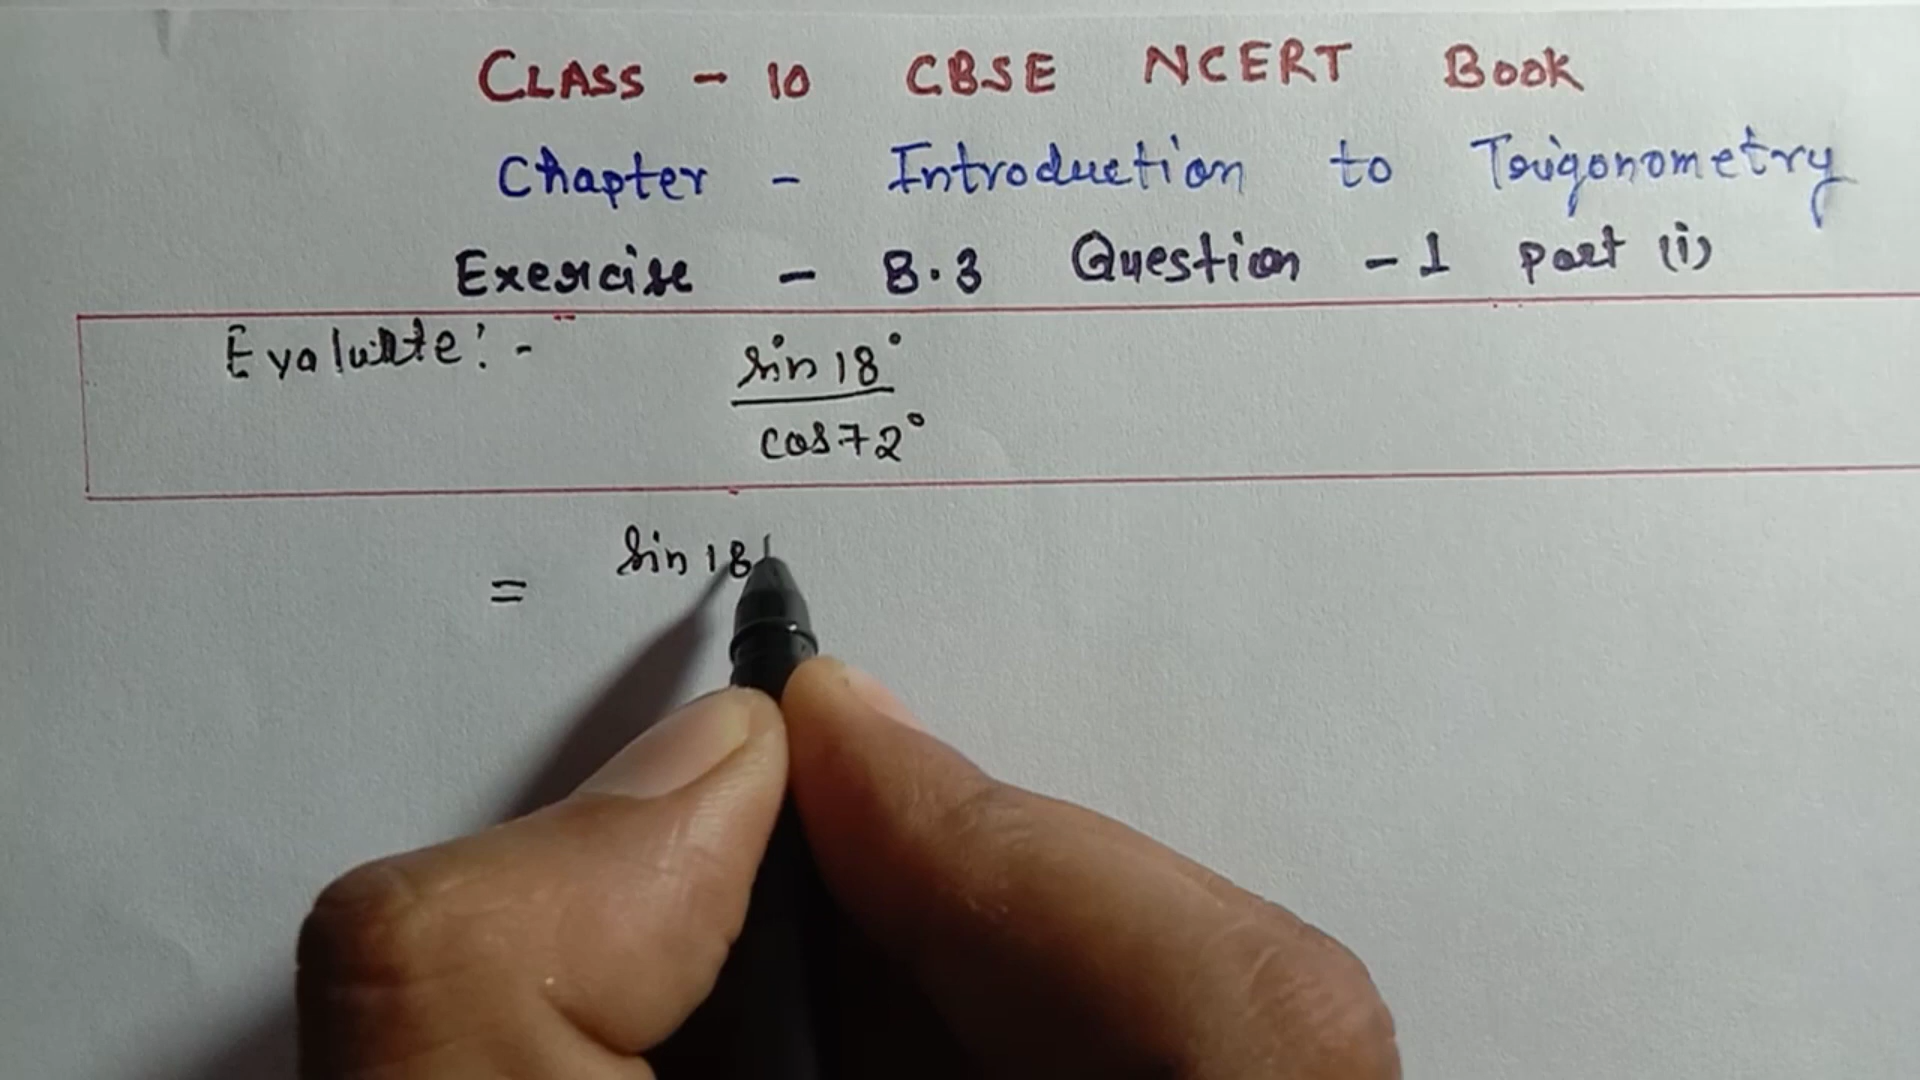 CLASS - 10 CBSE NCERT Book
Chapter - Introduction to Trigonometry
Exercise - 8.3 Question - 1 part (i)
Evaluate:- sin 18°
cos 72°
= sin 18